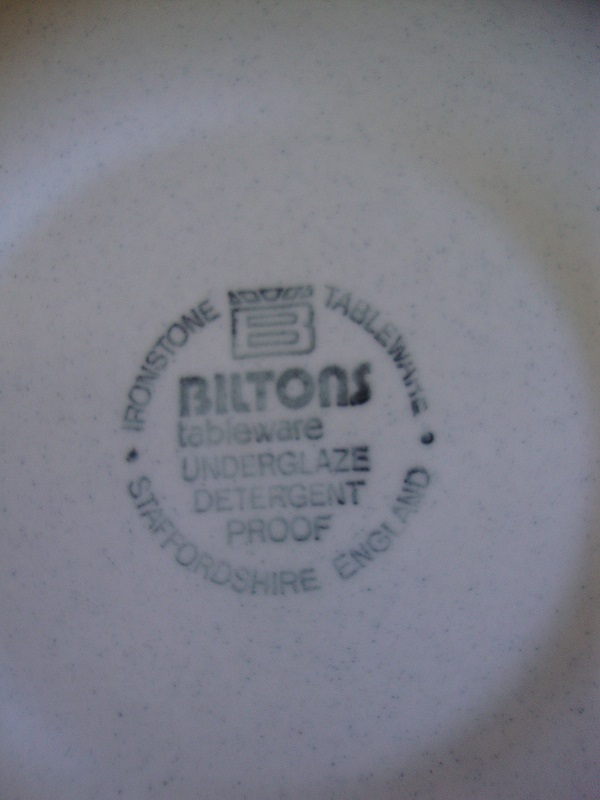 IRONSTONE TABLEWARE
B
BILTONS
tableware
UNDERGLAZE
DETERGENT
PROOF
STAFFORDSHIRE ENGLAND